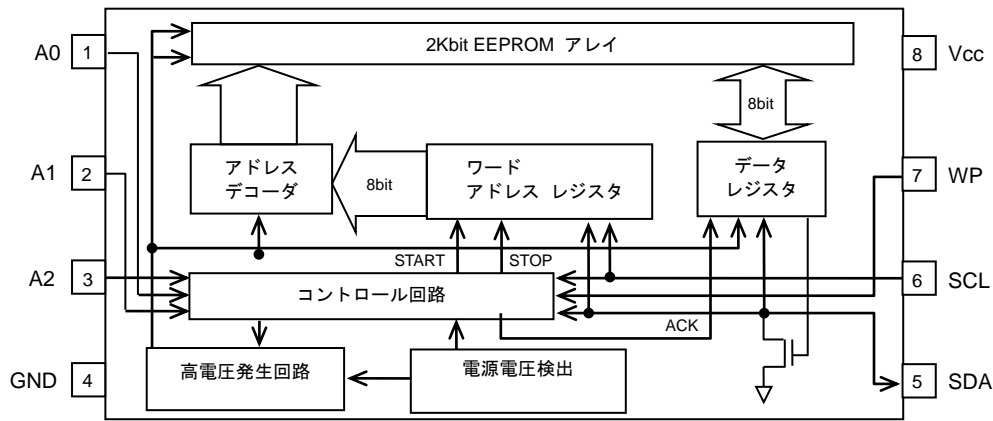 2Kbit EEPROM アレイ
A0
1
8
Vcc
8bit
A1
2
アドレス
デコーダ
8bit
ワード
アドレス レジスタ
データ
レジスタ
7
WP
START
STOP
A2
3
コントロール回路
6
SCL
ACK
GND
4
高電圧発生回路
電源電圧検出
5
SDA